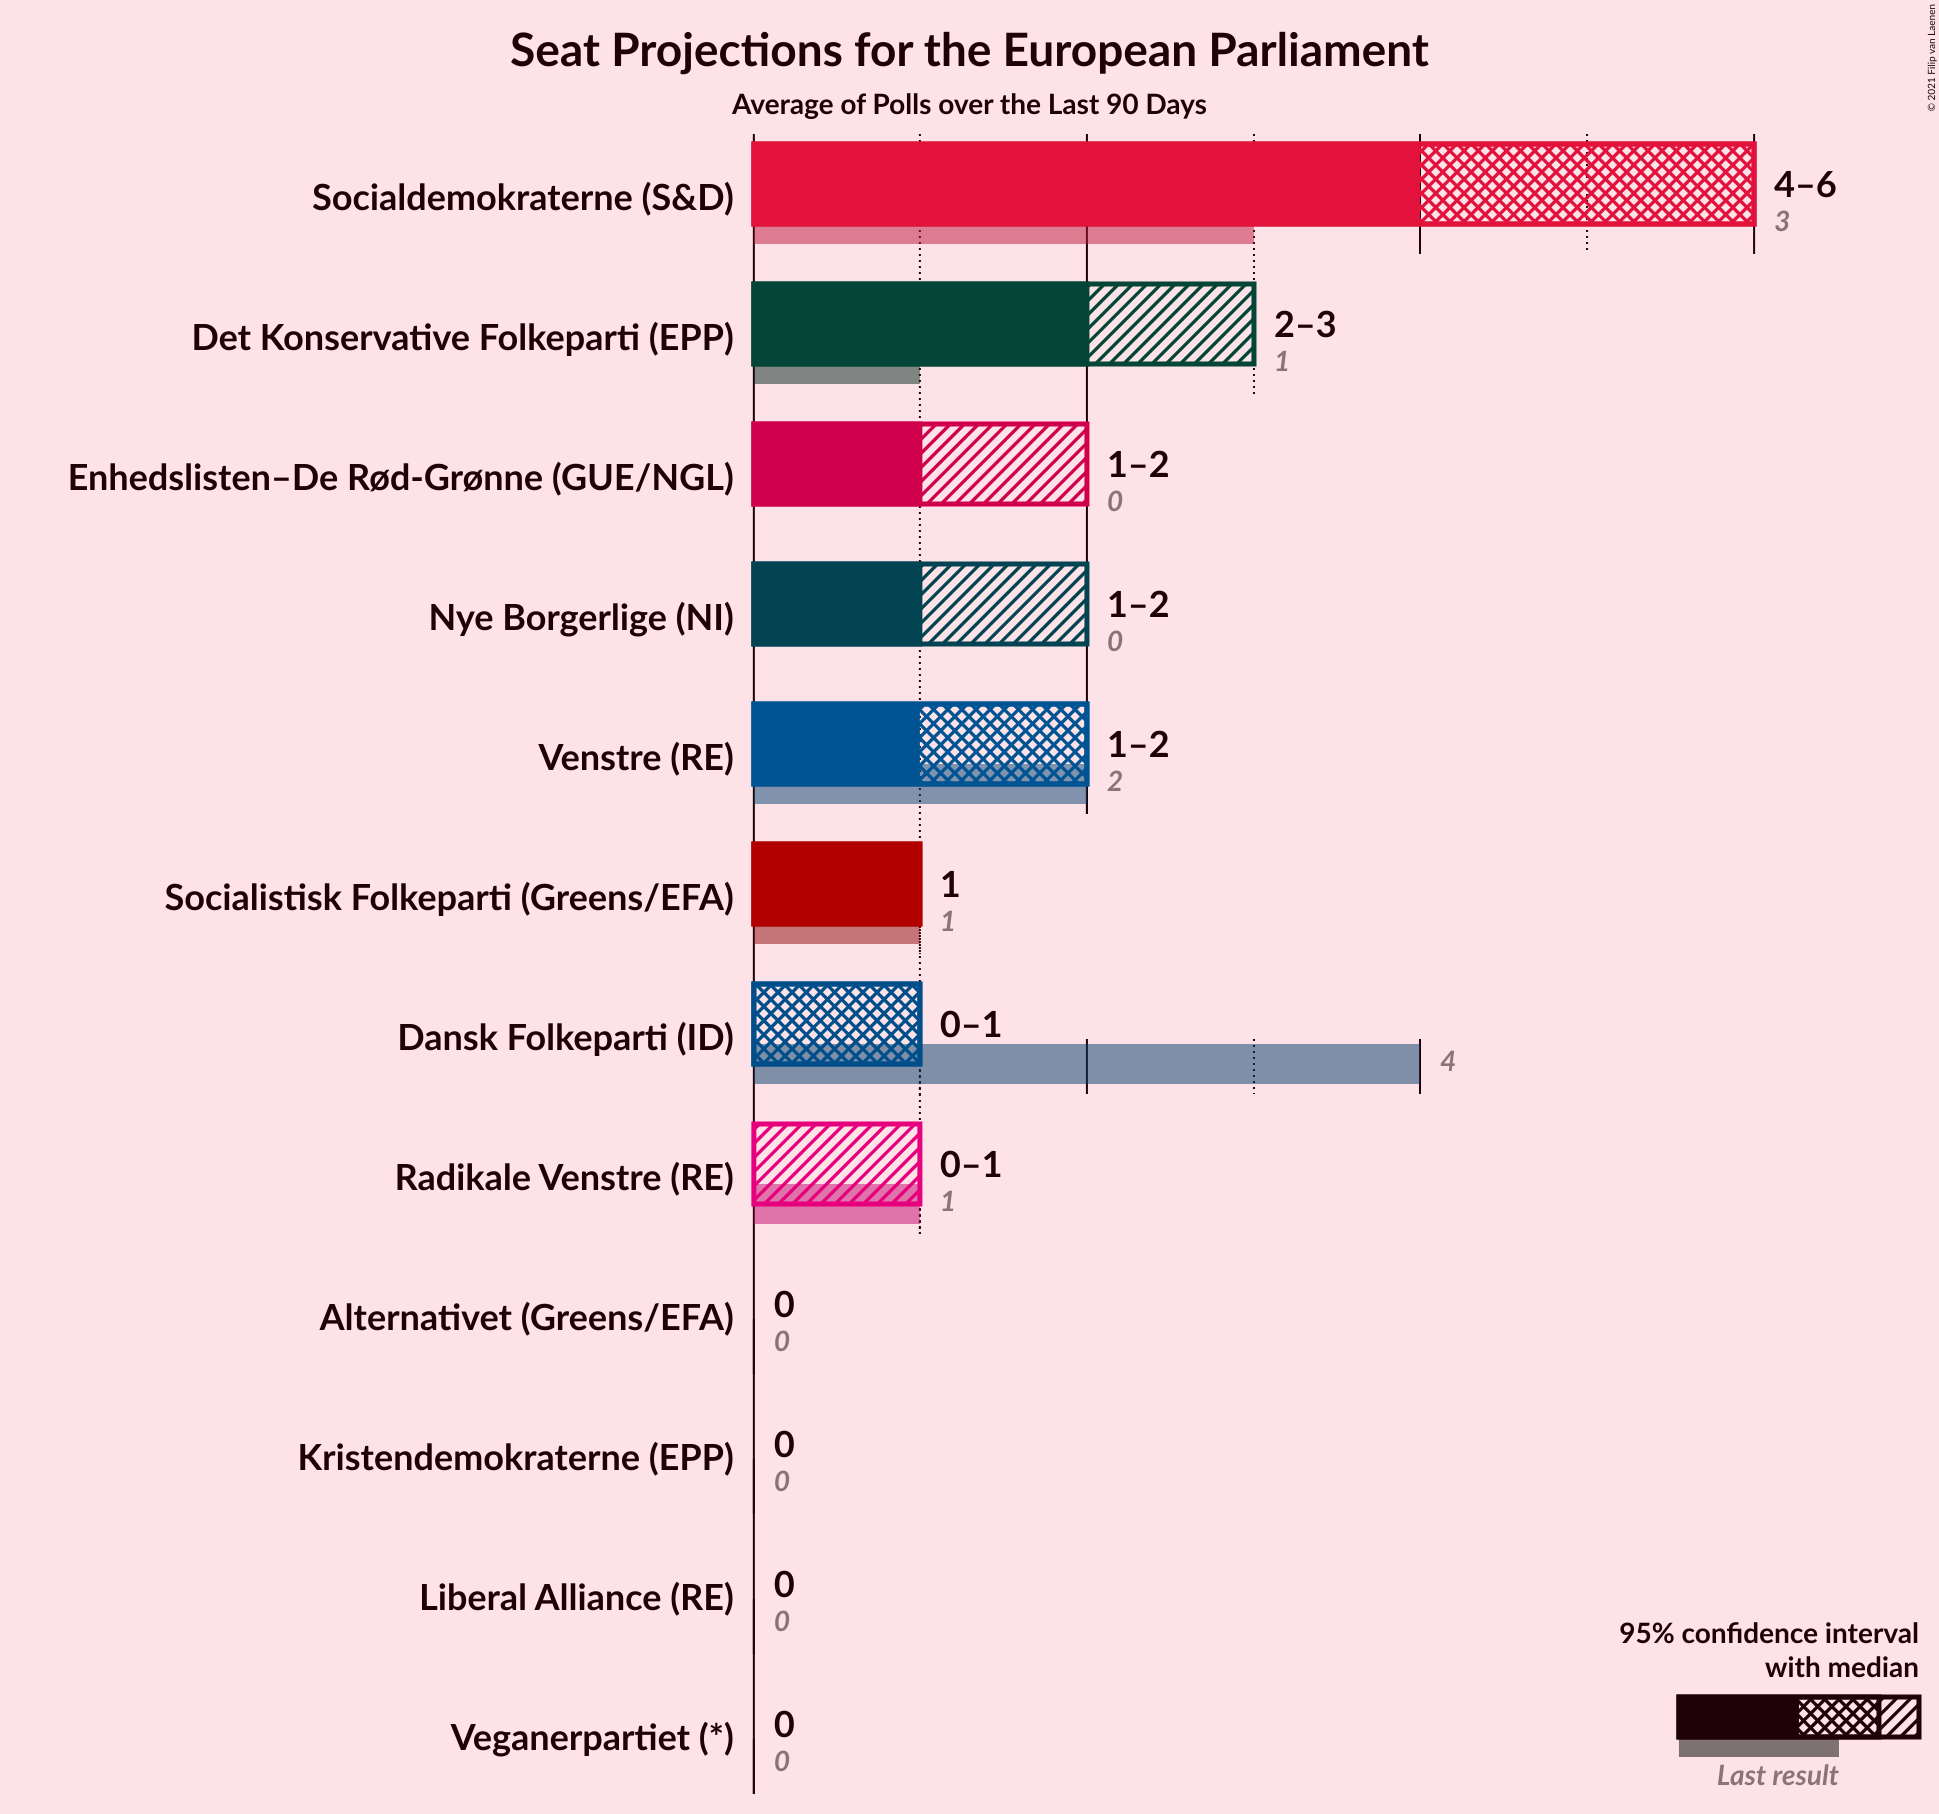 Seat Projections for the European Parliament
Average of Polls over the Last 90 Days
© 2021 Filip van Laenen
Socialdemokraterne (S&D)
4–6
3
Det Konservative Folkeparti (EPP)
2–3
1
Enhedslisten–De Rød-Grønne (GUE/NGL)
1–2
0
Nye Borgerlige (NI)
1–2
0
Venstre (RE)
1–2
2
Socialistisk Folkeparti (Greens/EFA)
1
1
Dansk Folkeparti (ID)
0–1
4
Radikale Venstre (RE)
0–1
1
Alternativet (Greens/EFA)
0
0
Kristendemokraterne (EPP)
0
0
Liberal Alliance (RE)
0
0
Veganerpartiet (*)
0
0
95% confidence interval
with median
Last result